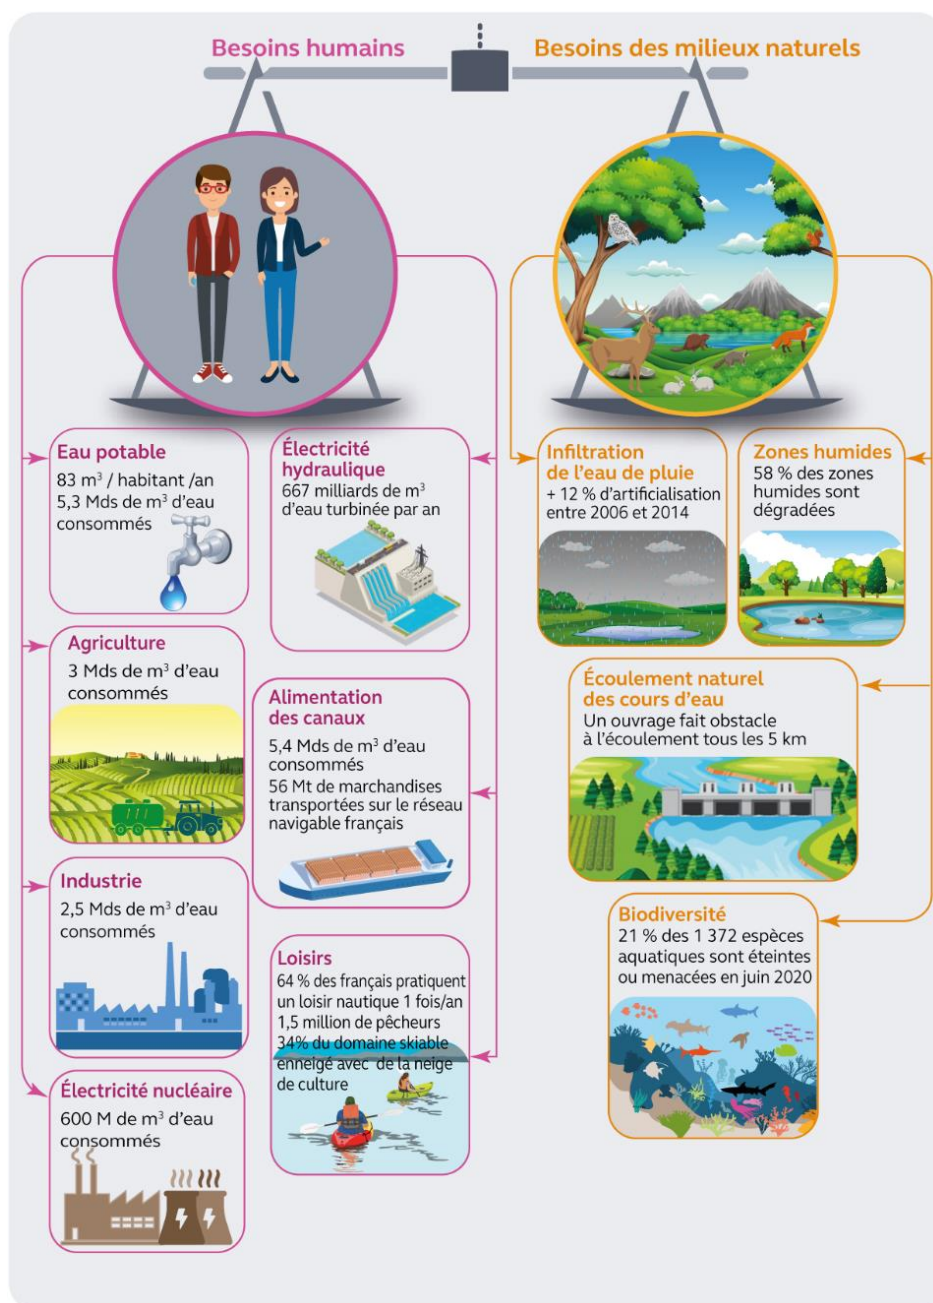 Besoins humains
Besoins des milieux naturels
Eau potable
83 m³ / habitant /an
5,3 Mds de m³ d'eau
consommés
Électricité
hydraulique
667 milliards de m³
d'eau turbinée par an
Infiltration
de l'eau de pluie
+ 12 % d'artificialisation
entre 2006 et 2014
Zones humides
58 % des zones
humides sont
dégradées
Agriculture
3 Mds de m³ d'eau
consommés
Alimentation
des canaux
5,4 Mds de m³ d'eau
consommés
56 Mt de marchandises
transportées sur le réseau
navigable français
Écoulement naturel
des cours d'eau
Un ouvrage fait obstacle
à l'écoulement tous les 5 km
Industrie
2,5 Mds de m³ d'eau
consommés
Loisirs
64 % des français pratiquent
un loisir nautique 1 fois/an
1,5 million de pêcheurs
34% du domaine skiable
enneigé avec de la neige
de culture
Biodiversité
21 % des 1 372 espèces
aquatiques sont éteintes
ou menacées en juin 2020
Électricité nucléaire
600 M de m³ d'eau
consommés